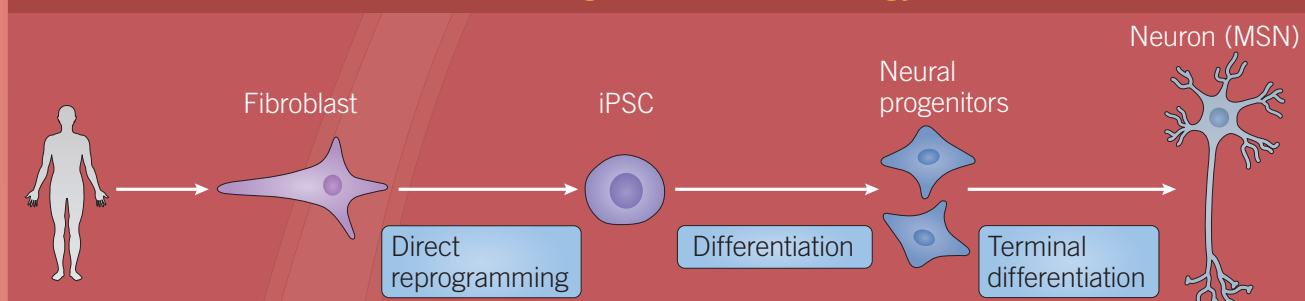 Neuron (MSN)
Fibroblast
iPSC
Neural
progenitors
Direct
reprogramming
Differentiation
Terminal
differentiation